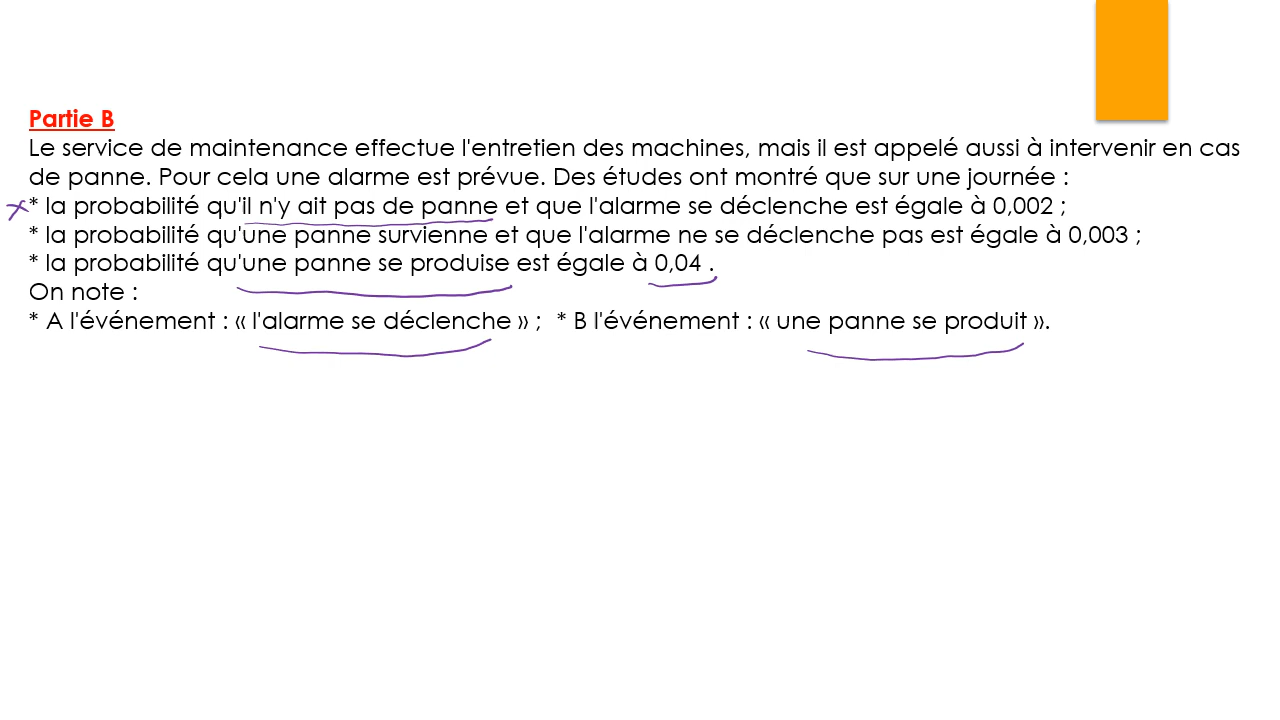 Partie B
Le service de maintenance effectue l'entretien des machines, mais il est appelé aussi à intervenir en cas
de panne. Pour cela une alarme est prévue. Des études ont montré que sur une journée :
* la probabilité qu'il n'y ait pas de panne et que l'alarme se déclenche est égale à 0,002 ;
* la probabilité qu'une panne survienne et que l'alarme ne se déclenche pas est égale à 0,003 ;
* la probabilité qu'une panne se produise est égale à 0,04 .
On note :
* A l'événement : « l'alarme se déclenche » ; * B l'événement : « une panne se produit ».